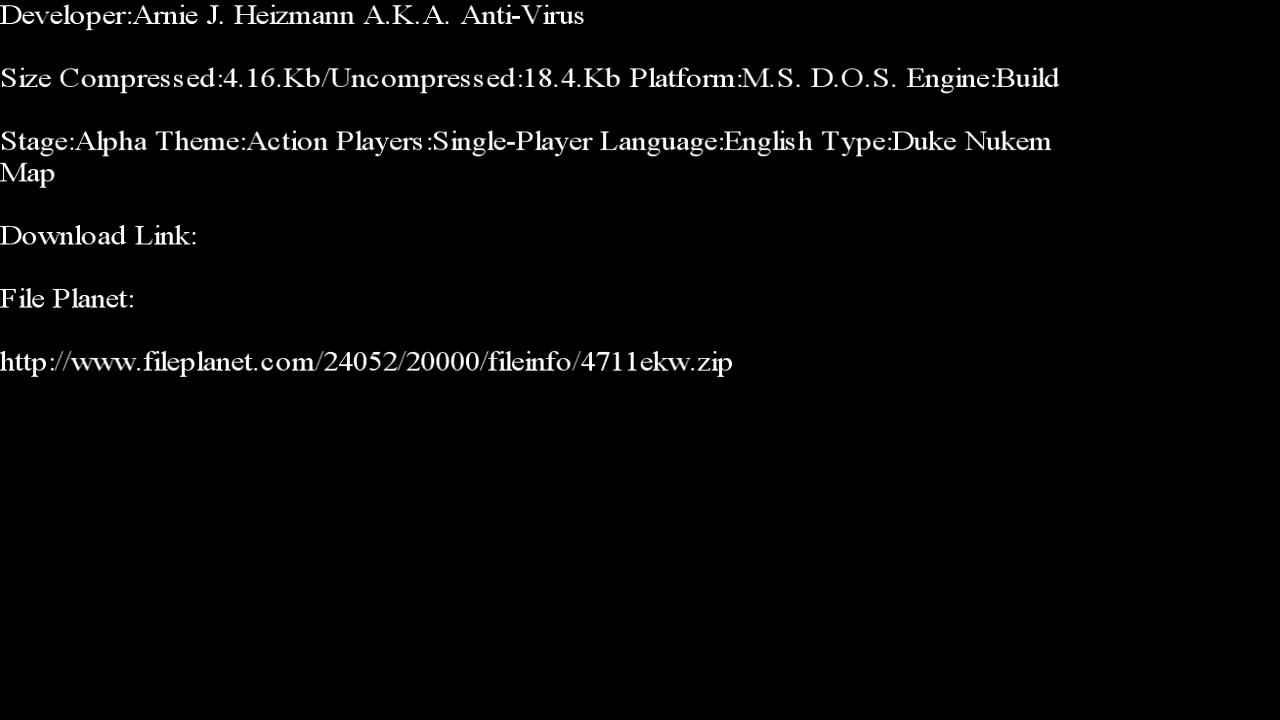 Developer:Arnie J. Heizmann A.K.A. Anti-Virus
Size Compressed:4.16.Kb/Uncompressed:18.4.Kb Platform:M.S. D.O.S. Engine:Build
Stage:Alpha Theme:Action Players:Single-Player Language:English Type:Duke Nukem
Map
Download Link:
File Planet:
http://www.fileplanet.com/24052/20000/fileinfo/4711ekw.zip